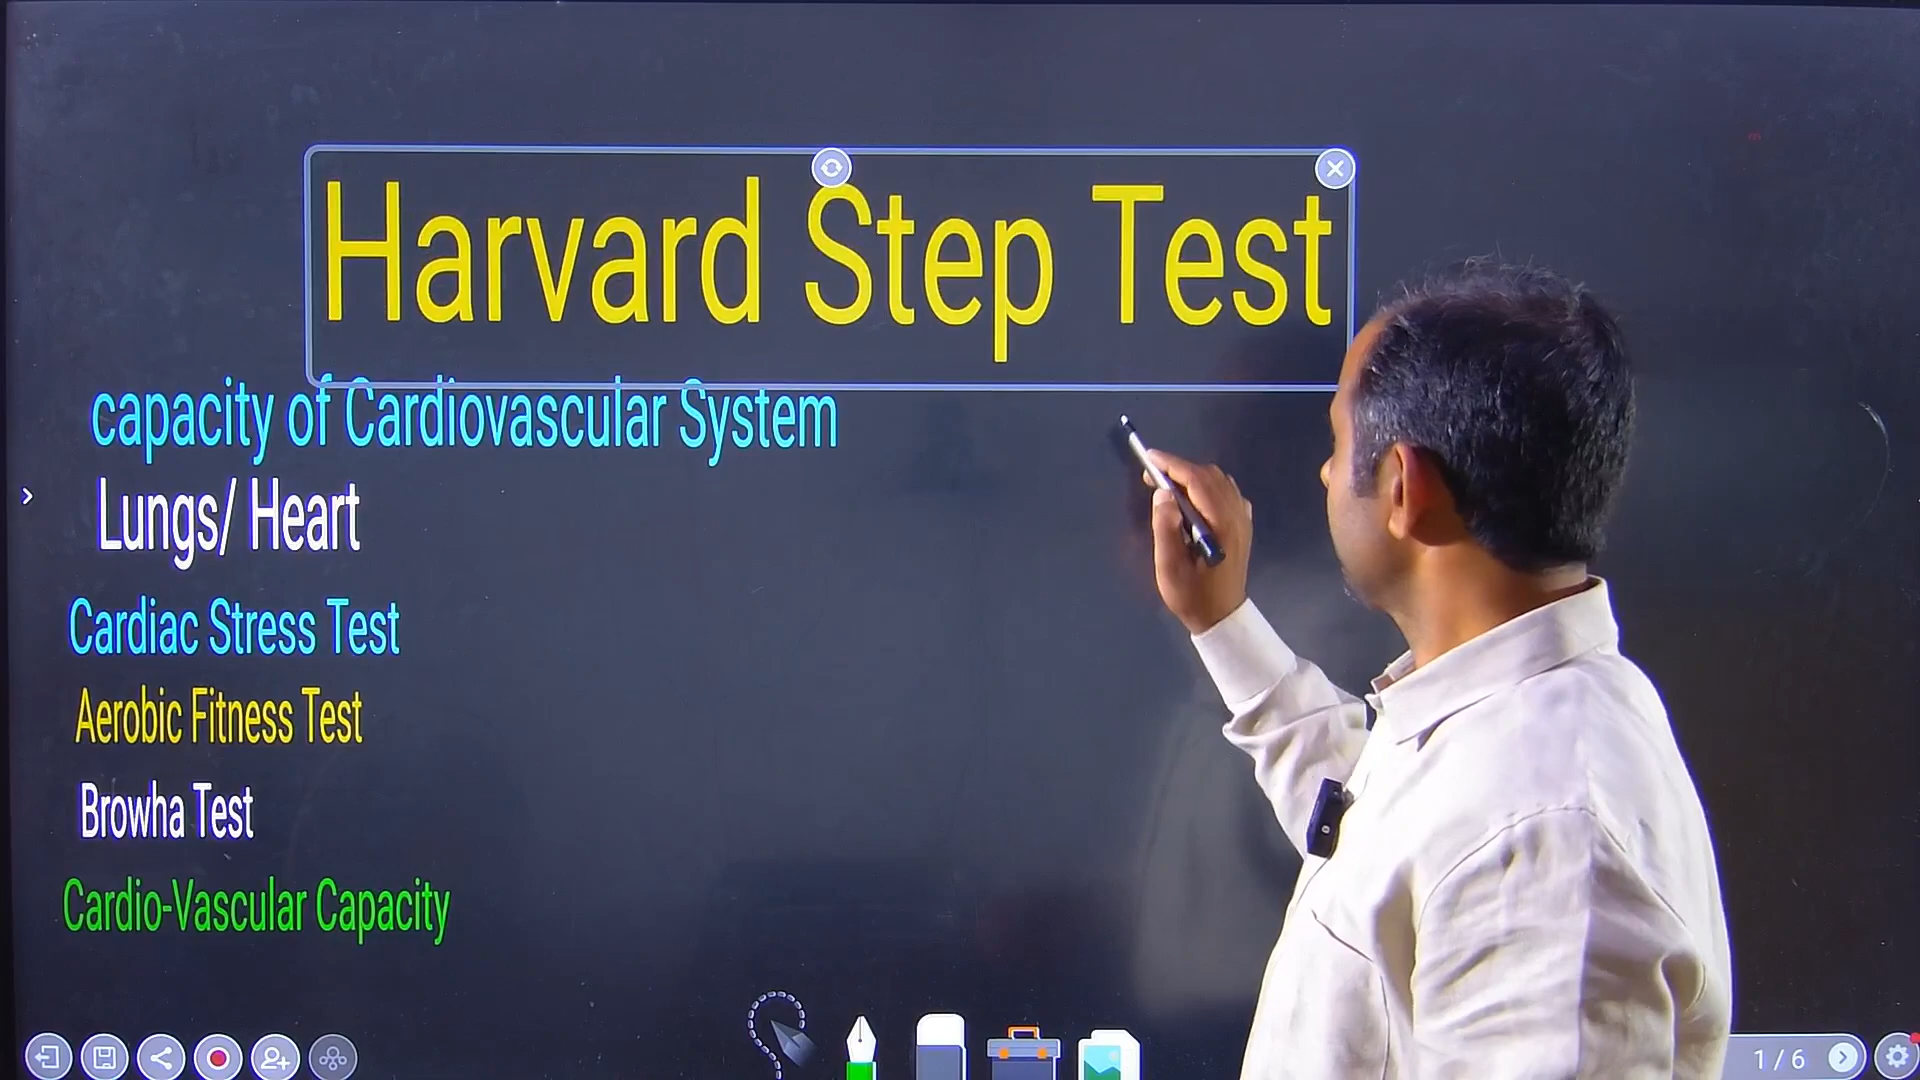 Harvard Step Test
capacity of Cardiovascular System
Lungs/ Heart
Cardiac Stress Test
Aerobic Fitness Test
Browha Test
Cardio-Vascular Capacity
1 / 6